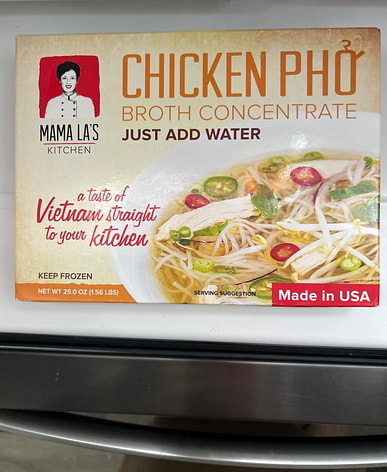 CHICKEN PHỞ
BROTH CONCENTRATE
JUST ADD WATER
MAMA LA'S
KITCHEN
a taste of
Vietnam straight
to your kitchen
KEEP FROZEN
NET WT 25.0 OZ (1.56 LBS)
SERVING SUGGESTION
Made in USA